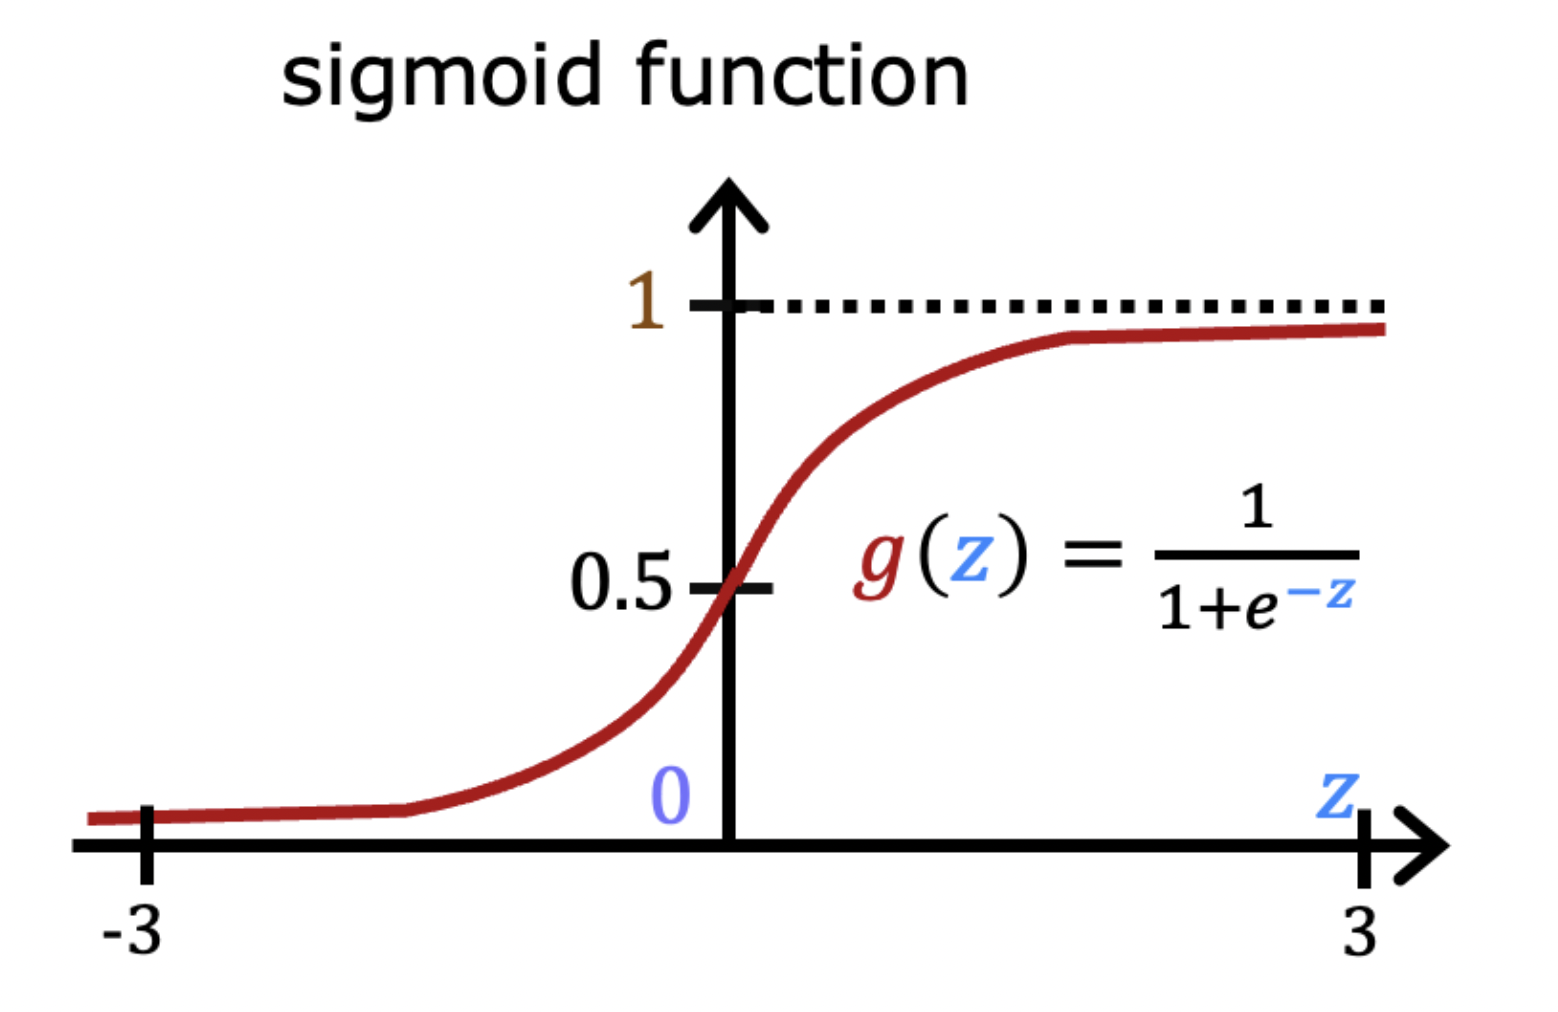 sigmoid function
1
0.5
g(z) = 1/(1+e^{-z})
0
z
-3
3